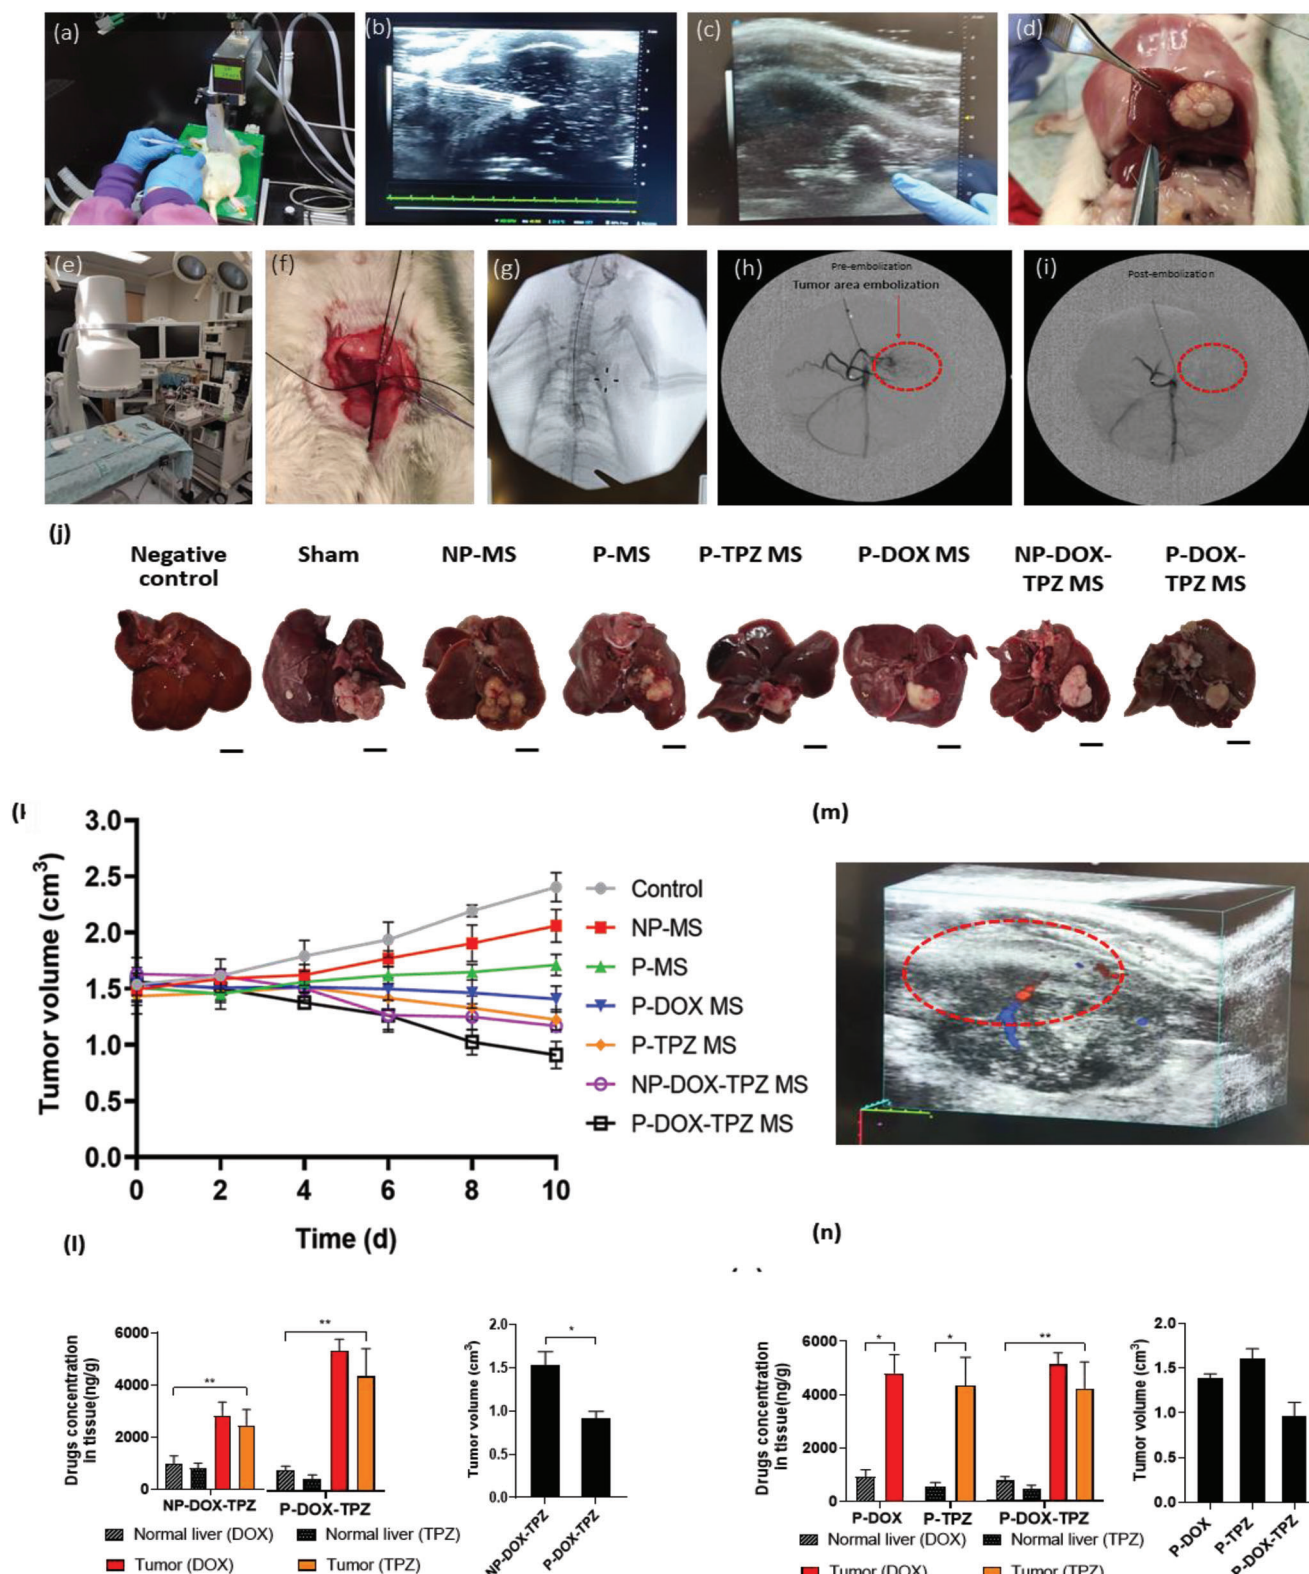 (a)
(b)
(c)
(d)
(e)
(f)
(g)
(h)
Pre-embolization
Tumor area embolization
(i)
Post-embolization
(j)
Negative
control
Sham
NP-MS
P-MS
P-TPZ MS
P-DOX MS
NP-DOX-
TPZ MS
P-DOX-
TPZ MS
3.0
2.5
2.0
1.5
1.0
0.5
0.0
Tumor volume (cm³)
0 2 4 6 8 10
Time (d)
Control
NP-MS
P-MS
P-DOX MS
P-TPZ MS
NP-DOX-TPZ MS
P-DOX-TPZ MS
(m)
(l)
Drugs concentration
In tissue(ng/g)
6000
4000
2000
0
**
**
NP-DOX-TPZ
P-DOX-TPZ
Normal liver (DOX)
Normal liver (TPZ)
Tumor (DOX)
Tumor (TPZ)
Tumor volume (cm³)
2.0
1.5
1.0
0.5
0.0
*
NP-DOX-TPZ
P-DOX-TPZ
(n)
Drugs concentration
In tissue(ng/g)
6000
4000
2000
0
*
*
**
P-DOX
P-TPZ
P-DOX-TPZ
Normal liver (DOX)
Normal liver (TPZ)
Tumor (DOX)
Tumor (TPZ)
Tumor volume (cm³)
2.0
1.5
1.0
0.5
0.0
P-DOX
P-TPZ
P-DOX-TPZ